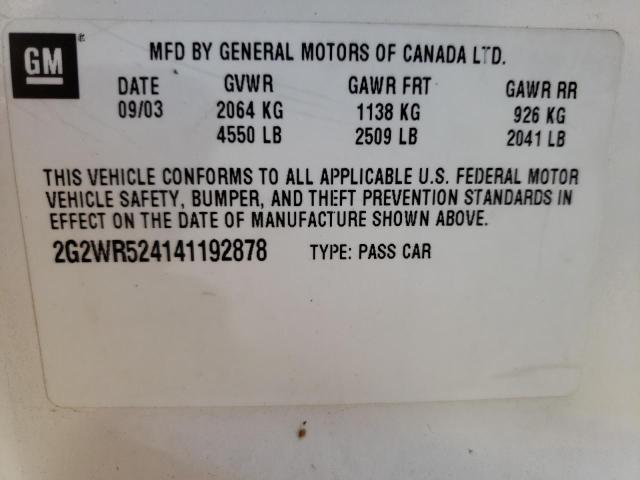 GM
MFD BY GENERAL MOTORS OF CANADA LTD.
DATE GVWR GAWR FRT GAWR RR
09/03 2064 KG 1138 KG 926 KG
4550 LB 2509 LB 2041 LB
THIS VEHICLE CONFORMS TO ALL APPLICABLE U.S. FEDERAL MOTOR
VEHICLE SAFETY, BUMPER, AND THEFT PREVENTION STANDARDS IN
EFFECT ON THE DATE OF MANUFACTURE SHOWN ABOVE.
2G2WR524141192878 TYPE: PASS CAR